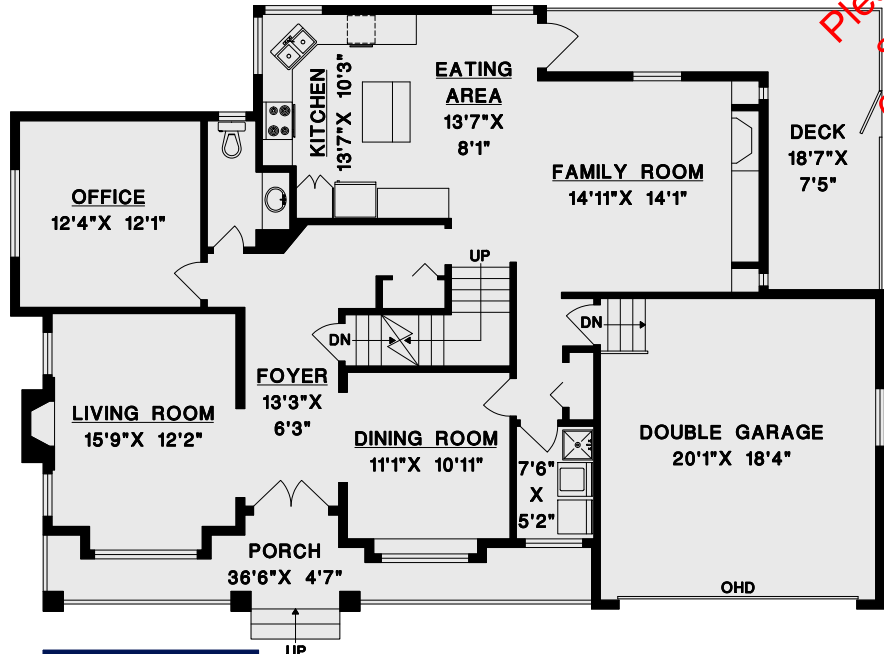 Plea
KITCHEN
13'7"X 10'3"
EATING
AREA
13'7"X
8'1"
DECK
18'7"X
7'5"
FAMILY ROOM
14'11"X 14'1"
OFFICE
12'4"X 12'1"
UP
DN
DN
FOYER
13'3"X
6'3"
LIVING ROOM
15'9"X 12'2"
DINING ROOM
11'1"X 10'11"
DOUBLE GARAGE
20'1"X 18'4"
7'6"
X
5'2"
PORCH
36'6"X 4'7"
OHD
UP